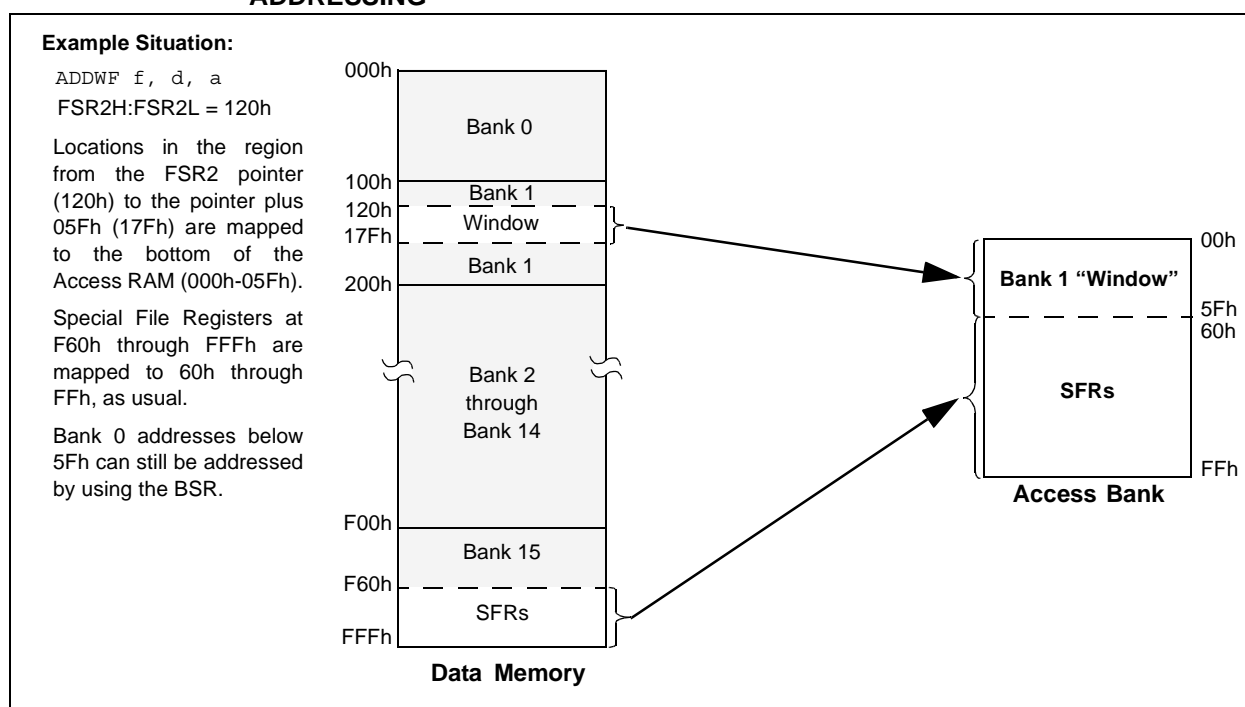 ADDRESSING
Example Situation:
ADDWF f, d, a
FSR2H:FSR2L = 120h
Locations in the region
from the FSR2 pointer
(120h) to the pointer plus
05Fh (17Fh) are mapped
to the bottom of the
Access RAM (000h-05Fh).
Special File Registers at
F60h through FFFh are
mapped to 60h through
FFh, as usual.
Bank 0 addresses below
5Fh can still be addressed
by using the BSR.
000h
Bank 0
100h
Bank 1
120h
Window
17Fh
Bank 1
200h
Bank 2
through
Bank 14
F00h
Bank 15
F60h
SFRs
FFFh
Data Memory
00h
Bank 1 “Window”
5Fh
60h
SFRs
FFh
Access Bank